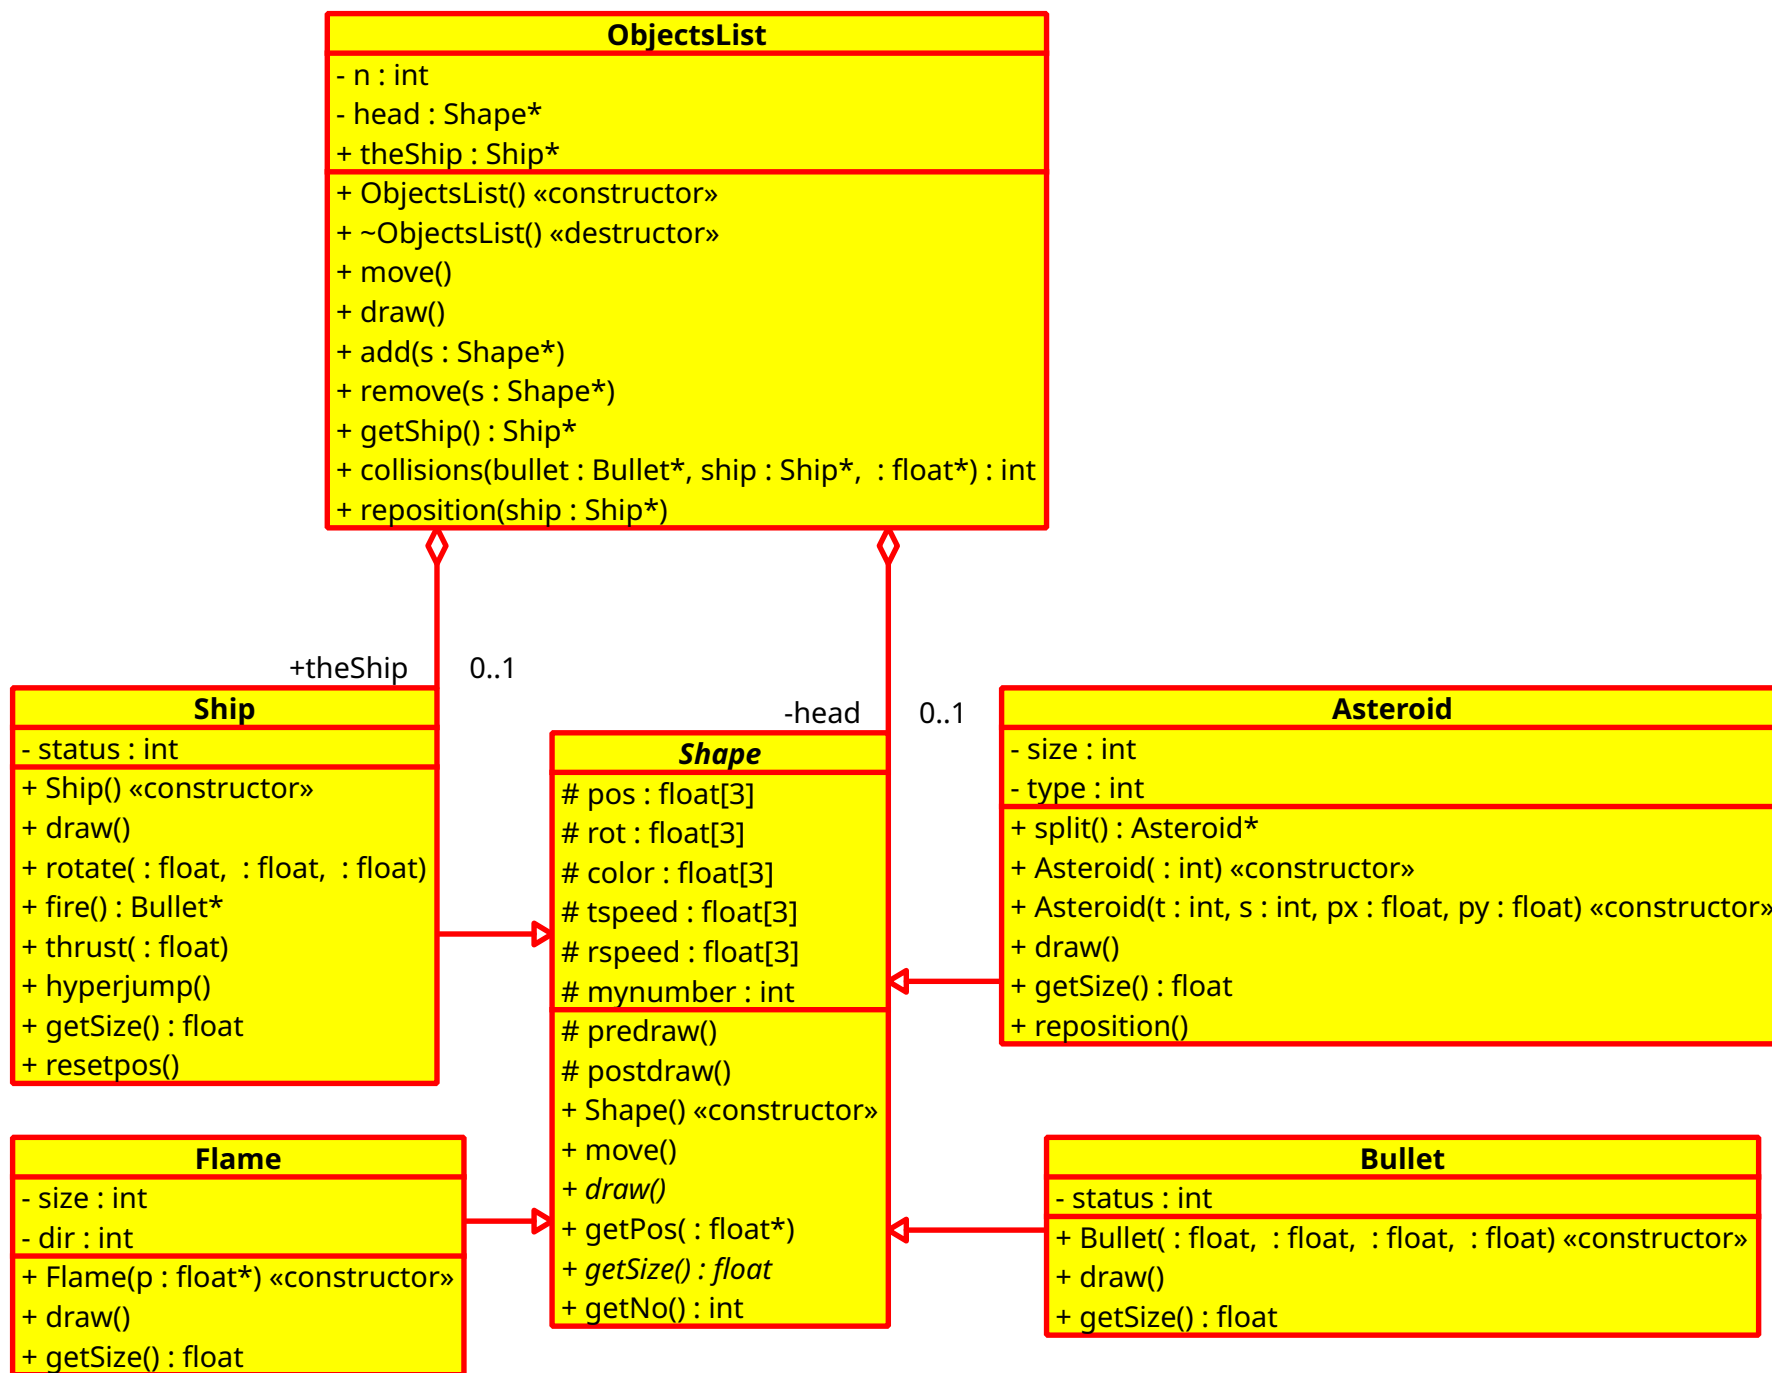 ObjectsList
- n : int
- head : Shape*
+ theShip : Ship*
+ ObjectsList() «constructor»
+ ~ObjectsList() «destructor»
+ move()
+ draw()
+ add(s : Shape*)
+ remove(s : Shape*)
+ getShip() : Ship*
+ collisions(bullet : Bullet*, ship : Ship*,  : float*) : int
+ reposition(ship : Ship*)
+theShip
0..1
-head
0..1
Ship
- status : int
+ Ship() «constructor»
+ draw()
+ rotate( : float,  : float,  : float)
+ fire() : Bullet*
+ thrust( : float)
+ hyperjump()
+ getSize() : float
+ resetpos()
Shape
# pos : float[3]
# rot : float[3]
# color : float[3]
# tspeed : float[3]
# rspeed : float[3]
# mynumber : int
# predraw()
# postdraw()
+ Shape() «constructor»
+ move()
+ draw()
+ getPos( : float*)
+ getSize() : float
+ getNo() : int
Asteroid
- size : int
- type : int
+ split() : Asteroid*
+ Asteroid( : int) «constructor»
+ Asteroid(t : int, s : int, px : float, py : float) «constructor»
+ draw()
+ getSize() : float
+ reposition()
Flame
- size : int
- dir : int
+ Flame(p : float*) «constructor»
+ draw()
+ getSize() : float
Bullet
- status : int
+ Bullet( : float,  : float,  : float,  : float) «constructor»
+ draw()
+ getSize() : float